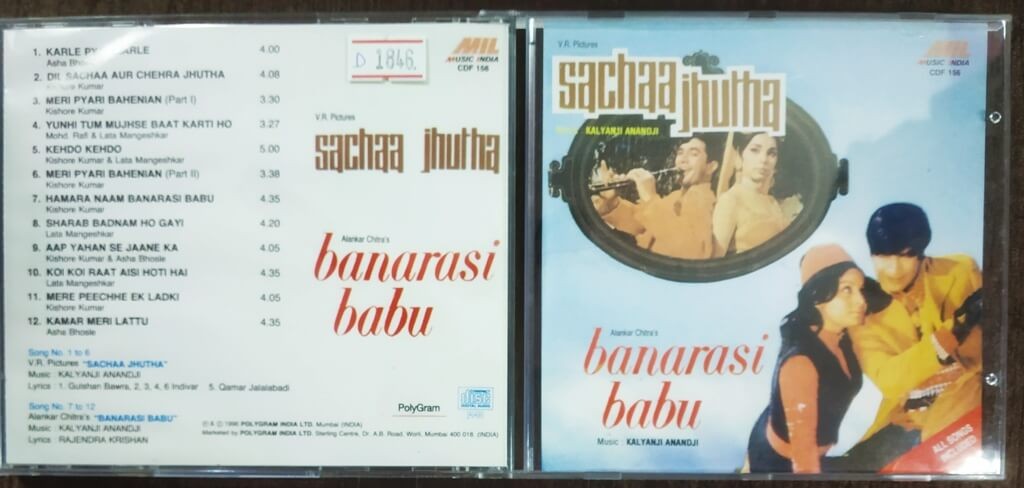 1. KARLE PYAR KARLE 4.00
Asha Bhosle
2. DIL SACHAA AUR CHEHRA JHUTHA 4.08
Kishore Kumar
3. MERI PYARI BAHENIAN (Part I) 3.30
Kishore Kumar
4. YUNHI TUM MUJHSE BAAT KARTI HO 3.27
Mohd. Rafi & Lata Mangeshkar
5. KEHDO KEHDO 5.00
Kishore Kumar & Lata Mangeshkar
6. MERI PYARI BAHENIAN (Part II) 3.38
Kishore Kumar
7. HAMARA NAAM BANARASI BABU 4.35
Kishore Kumar
8. SHARAB BADNAM HO GAYI 4.20
Lata Mangeshkar
9. AAP YAHAN SE JAANE KA 4.05
Kishore Kumar & Asha Bhosle
10. KOI KOI RAAT AISI HOTI HAI 4.35
Lata Mangeshkar
11. MERE PEECHHE EK LADKI 4.05
Kishore Kumar
12. KAMAR MERI LATTU 4.35
Asha Bhosle
Song No. 1 to 6
V.R. Pictures "SACHAA JHUTHA"
Music : KALYANJI ANANDJI
Lyrics : 1. Gulshan Bawra, 2, 3, 4, 6 Indivar 5. Qamar Jalalabadi
Song No. 7 to 12
Alankar Chitra's "BANARASI BABU"
Music : KALYANJI ANANDJI
Lyrics : RAJENDRA KRISHAN
D 1846.
MIL
MUSIC INDIA
CDF 156
V.R. Pictures
sachaa jhutha
Alankar Chitra's
banarasi
babu
PolyGram
disc
DIGITAL AUDIO
℗ & © 1996 POLYGRAM INDIA LTD. Mumbai (INDIA)
Marketed by POLYGRAM INDIA LTD. Sterling Centre, Dr. A.B. Road, Worli, Mumbai 400 018. (INDIA)
V.R. Pictures
MIL
MUSIC INDIA
CDF 156
sachaa
jhutha
Music : KALYANJI ANANDJI
Alankar Chitra's
banarasi
babu
Music : KALYANJI ANANDJI
ALL SONGS
INCLUDED